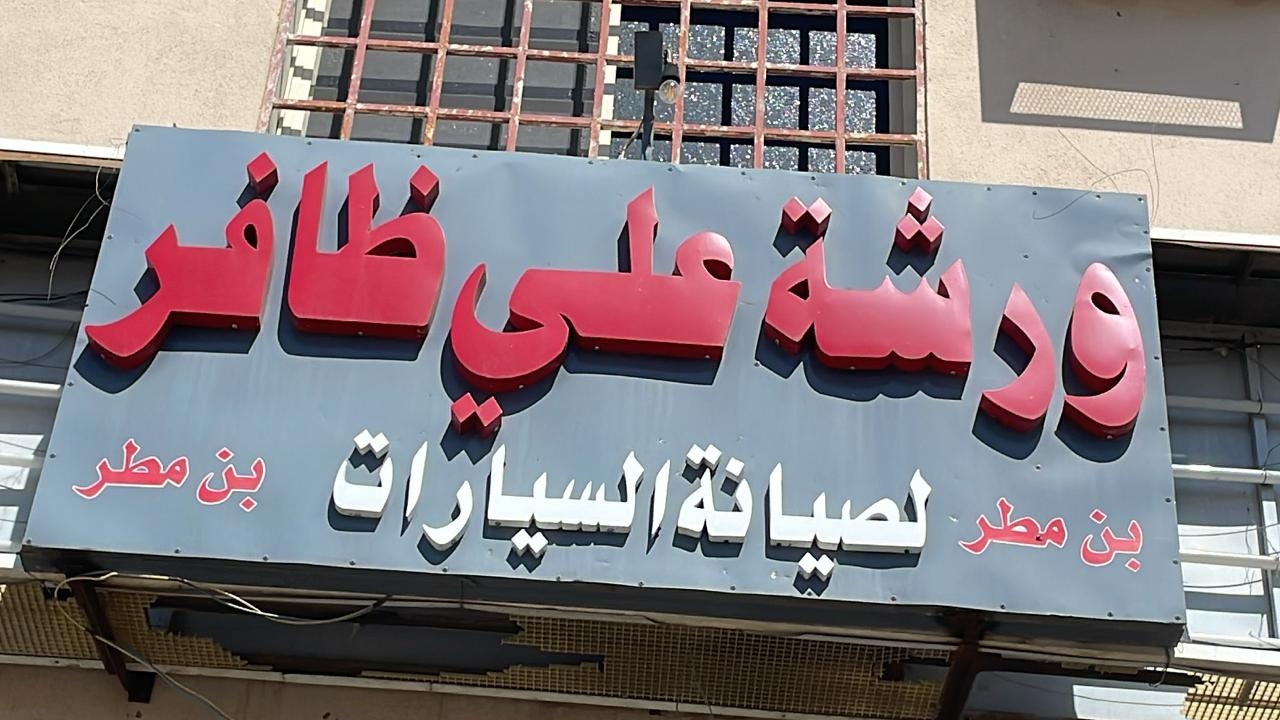 ورشة علي ظافر
لصيانة السيارات
بن مطر
بن مطر